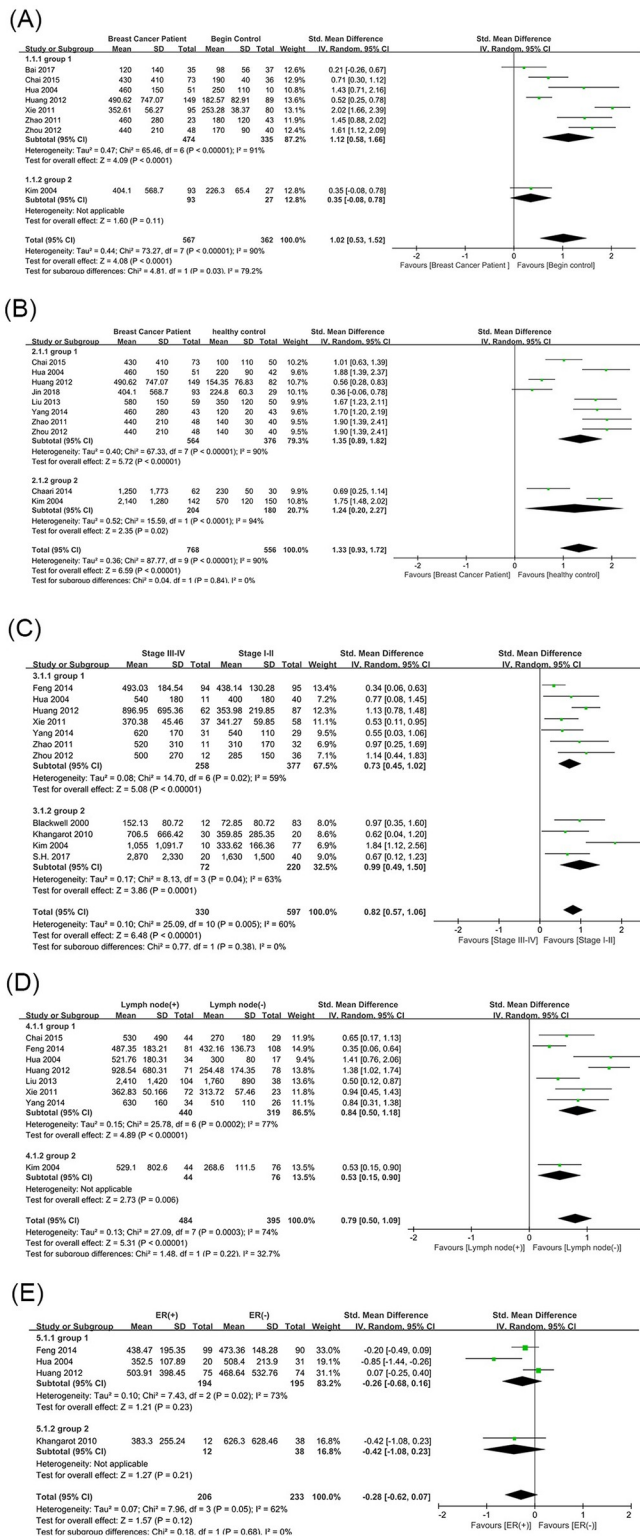 (A)
Breast Cancer Patient Begin Control Std. Mean Difference Std. Mean Difference
Study or Subgroup Mean SD Total Mean SD Total Weight IV. Random. 95% CI IV. Random. 95% CI
1.1.1 group 1
Bai 2017 120 140 35 98 56 37 12.6% 0.21 [-0.26, 0.67]
Chai 2015 430 410 73 190 40 36 12.8% 0.71 [0.30, 1.12]
Hua 2004 460 150 51 250 110 10 11.0% 1.43 [0.71, 2.16]
Huang 2012 490.62 747.07 149 182.57 82.91 89 13.6% 0.52 [0.25, 0.78]
Xie 2011 352.61 56.27 95 253.28 38.37 80 13.0% 2.02 [1.66, 2.39]
Zhao 2011 460 280 23 180 120 43 11.9% 1.45 [0.88, 2.02]
Zhou 2012 440 210 48 170 90 40 12.4% 1.61 [1.12, 2.09]
Subtotal (95% CI) 474 335 87.2% 1.12 [0.58, 1.66]
Heterogeneity: Tau² = 0.47; Chi² = 65.46, df = 6 (P < 0.00001); I² = 91%
Test for overall effect: Z = 4.09 (P < 0.0001)
1.1.2 group 2
Kim 2004 404.1 568.7 93 226.3 65.4 27 12.8% 0.35 [-0.08, 0.78]
Subtotal (95% CI) 93 27 12.8% 0.35 [-0.08, 0.78]
Heterogeneity: Not applicable
Test for overall effect: Z = 1.60 (P = 0.11)
Total (95% CI) 567 362 100.0% 1.02 [0.53, 1.52]
Heterogeneity: Tau² = 0.44; Chi² = 73.27, df = 7 (P < 0.00001); I² = 90%
Test for overall effect: Z = 4.08 (P < 0.0001)
Test for subgroup differences: Chi² = 4.81. df = 1 (P = 0.03). I² = 79.2%
-2 -1 0 1 2
Favours [Breast Cancer Patient ] Favours [Begin control]
(B)
Breast Cancer Patient healthy control Std. Mean Difference Std. Mean Difference
Study or Subgroup Mean SD Total Mean SD Total Weight IV. Random. 95% CI IV. Random. 95% CI
2.1.1 group 1
Chai 2015 430 410 73 100 110 50 10.2% 1.01 [0.63, 1.39]
Hua 2004 460 150 51 220 90 42 9.4% 1.88 [1.39, 2.37]
Huang 2012 490.62 747.07 149 154.35 76.83 82 10.8% 0.56 [0.28, 0.83]
Jin 2018 404.1 568.7 93 224.8 60.3 29 10.0% 0.36 [-0.06, 0.78]
Liu 2013 580 150 59 350 120 50 9.8% 1.67 [1.23, 2.11]
Yang 2014 460 280 43 120 20 43 9.4% 1.70 [1.20, 2.19]
Zhao 2011 440 210 48 140 30 40 9.3% 1.90 [1.39, 2.41]
Zhou 2012 440 210 48 140 30 40 9.3% 1.90 [1.39, 2.41]
Subtotal (95% CI) 564 376 79.3% 1.35 [0.89, 1.82]
Heterogeneity: Tau² = 0.40; Chi² = 67.33, df = 7 (P < 0.00001); I² = 90%
Test for overall effect: Z = 5.72 (P < 0.00001)
2.1.2 group 2
Chaari 2014 1,250 1,773 62 230 50 30 9.9% 0.69 [0.25, 1.14]
Kim 2004 2,140 1,280 142 570 120 150 10.8% 1.75 [1.48, 2.02]
Subtotal (95% CI) 204 180 20.7% 1.24 [0.20, 2.27]
Heterogeneity: Tau² = 0.52; Chi² = 15.59, df = 1 (P < 0.0001); I² = 94%
Test for overall effect: Z = 2.35 (P = 0.02)
Total (95% CI) 768 556 100.0% 1.33 [0.93, 1.72]
Heterogeneity: Tau² = 0.36; Chi² = 87.77, df = 9 (P < 0.00001); I² = 90%
Test for overall effect: Z = 6.59 (P < 0.00001)
Test for subgroup differences: Chi² = 0.04. df = 1 (P = 0.84). I² = 0%
-2 -1 0 1 2
Favours [Breast Cancer Patient] Favours [healthy control]
(C)
Stage III-IV Stage I-II Std. Mean Difference Std. Mean Difference
Study or Subgroup Mean SD Total Mean SD Total Weight IV. Random. 95% CI IV. Random. 95% CI
3.1.1 group 1
Feng 2014 493.03 184.54 94 438.14 130.28 95 13.4% 0.34 [0.06, 0.63]
Hua 2004 540 180 11 400 180 40 7.3% 0.77 [0.08, 1.45]
Huang 2012 896.95 695.36 62 353.98 219.85 87 12.3% 1.13 [0.78, 1.48]
Xie 2011 370.38 45.46 37 341.27 59.85 58 11.0% 0.53 [0.11, 0.95]
Yang 2014 620 170 31 540 110 29 9.4% 0.55 [0.03, 1.06]
Zhao 2011 520 310 11 310 170 32 7.0% 0.97 [0.25, 1.69]
Zhou 2012 500 270 12 285 150 36 7.2% 1.14 [0.44, 1.83]
Subtotal (95% CI) 258 377 67.5% 0.73 [0.45, 1.02]
Heterogeneity: Tau² = 0.08; Chi² = 14.70, df = 6 (P = 0.02); I² = 59%
Test for overall effect: Z = 5.08 (P < 0.00001)
3.1.2 group 2
Blackwell 2000 152.13 80.72 12 72.85 80.72 83 8.0% 0.97 [0.35, 1.60]
Khangarot 2010 706.5 666.42 30 359.85 285.35 20 8.6% 0.62 [0.04, 1.20]
Kim 2004 1,055 1,091.7 10 333.62 166.36 77 7.0% 1.84 [1.12, 2.56]
S.H. 2017 2,870 2,330 20 1,630 1,500 40 9.0% 0.67 [0.12, 1.23]
Subtotal (95% CI) 72 220 32.5% 0.99 [0.49, 1.50]
Heterogeneity: Tau² = 0.17; Chi² = 8.13, df = 3 (P = 0.04); I² = 63%
Test for overall effect: Z = 3.86 (P = 0.0001)
Total (95% CI) 330 597 100.0% 0.82 [0.57, 1.06]
Heterogeneity: Tau² = 0.10; Chi² = 25.09, df = 10 (P = 0.005); I² = 60%
Test for overall effect: Z = 6.48 (P < 0.00001)
Test for subgroup differences: Chi² = 0.77. df = 1 (P = 0.38). I² = 0%
-2 -1 0 1 2
Favours [Stage III-IV] Favours [Stage I-II]
(D)
Lymph node(+) Lymph node(-) Std. Mean Difference Std. Mean Difference
Study or Subgroup Mean SD Total Mean SD Total Weight IV. Random. 95% CI IV. Random. 95% CI
4.1.1 group 1
Chai 2015 530 490 44 270 180 29 11.9% 0.65 [0.17, 1.13]
Feng 2014 487.35 183.21 81 432.16 136.73 108 15.5% 0.35 [0.06, 0.64]
Hua 2004 521.76 180.31 34 300 80 17 9.4% 1.41 [0.76, 2.06]
Huang 2012 928.54 680.31 71 254.48 174.35 78 14.1% 1.38 [1.02, 1.74]
Liu 2013 2,410 1,420 104 1,760 890 38 13.5% 0.50 [0.12, 0.87]
Xie 2011 362.83 50.166 72 313.72 57.46 23 11.1% 0.94 [0.45, 1.43]
Yang 2014 630 160 34 510 110 26 11.1% 0.84 [0.31, 1.38]
Subtotal (95% CI) 440 319 86.5% 0.84 [0.50, 1.18]
Heterogeneity: Tau² = 0.15; Chi² = 25.78, df = 6 (P = 0.0002); I² = 77%
Test for overall effect: Z = 4.89 (P < 0.00001)
4.1.2 group 2
Kim 2004 529.1 802.6 44 268.6 111.5 76 13.5% 0.53 [0.15, 0.90]
Subtotal (95% CI) 44 76 13.5% 0.53 [0.15, 0.90]
Heterogeneity: Not applicable
Test for overall effect: Z = 2.73 (P = 0.006)
Total (95% CI) 484 395 100.0% 0.79 [0.50, 1.09]
Heterogeneity: Tau² = 0.13; Chi² = 27.09, df = 7 (P = 0.0003); I² = 74%
Test for overall effect: Z = 5.31 (P < 0.00001)
Test for subgroup differences: Chi² = 1.48. df = 1 (P = 0.22). I² = 32.7%
-1 0 1
Favours [Lymph node(+)] Favours [Lymph node(-)]
(E)
ER(+) ER(-) Std. Mean Difference Std. Mean Difference
Study or Subgroup Mean SD Total Mean SD Total Weight IV. Random. 95% CI IV. Random. 95% CI
5.1.1 group 1
Feng 2014 438.47 195.35 99 473.36 148.28 90 33.0% -0.20 [-0.49, 0.09]
Hua 2004 352.5 107.89 20 508.4 213.9 31 19.0% -0.85 [-1.44, -0.26]
Huang 2012 503.91 398.45 75 468.64 532.76 74 31.2% 0.07 [-0.25, 0.40]
Subtotal (95% CI) 194 195 83.2% -0.26 [-0.68, 0.16]
Heterogeneity: Tau² = 0.10; Chi² = 7.43, df = 2 (P = 0.02); I² = 73%
Test for overall effect: Z = 1.21 (P = 0.23)
5.1.2 group 2
Khangarot 2010 383.3 255.24 12 626.3 628.46 38 16.8% -0.42 [-1.08, 0.23]
Subtotal (95% CI) 12 38 16.8% -0.42 [-1.08, 0.23]
Heterogeneity: Not applicable
Test for overall effect: Z = 1.27 (P = 0.21)
Total (95% CI) 206 233 100.0% -0.28 [-0.62, 0.07]
Heterogeneity: Tau² = 0.07; Chi² = 7.96, df = 3 (P = 0.05); I² = 62%
Test for overall effect: Z = 1.57 (P = 0.12)
Test for subgroup differences: Chi² = 0.18. df = 1 (P = 0.68). I² = 0%
-2 -1 0 1 2
Favours [ER(+)] Favours [ER(-)]